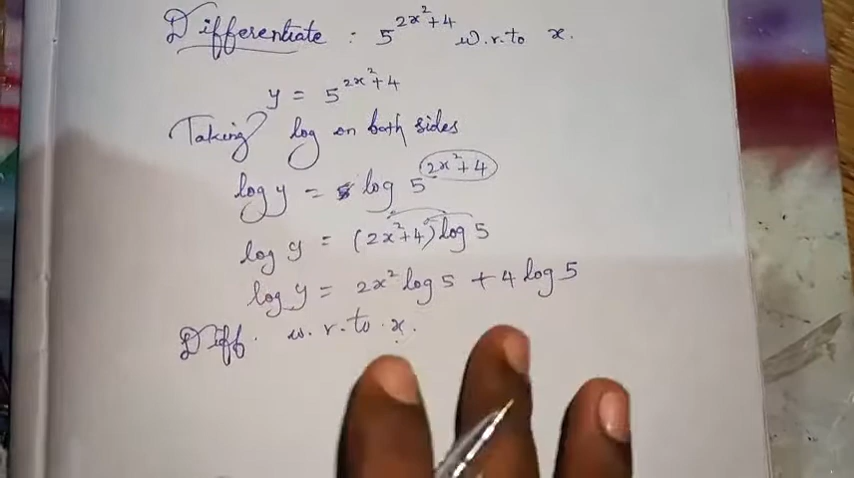 Differentiate : 5^{2x²+4} w.r.to x.
y = 5^{2x²+4}
Taking log on both sides
log y = log 5^{2x²+4}
log y = (2x²+4) log 5
log y = 2x² log 5 + 4 log 5
Diff. w.r.to.x.